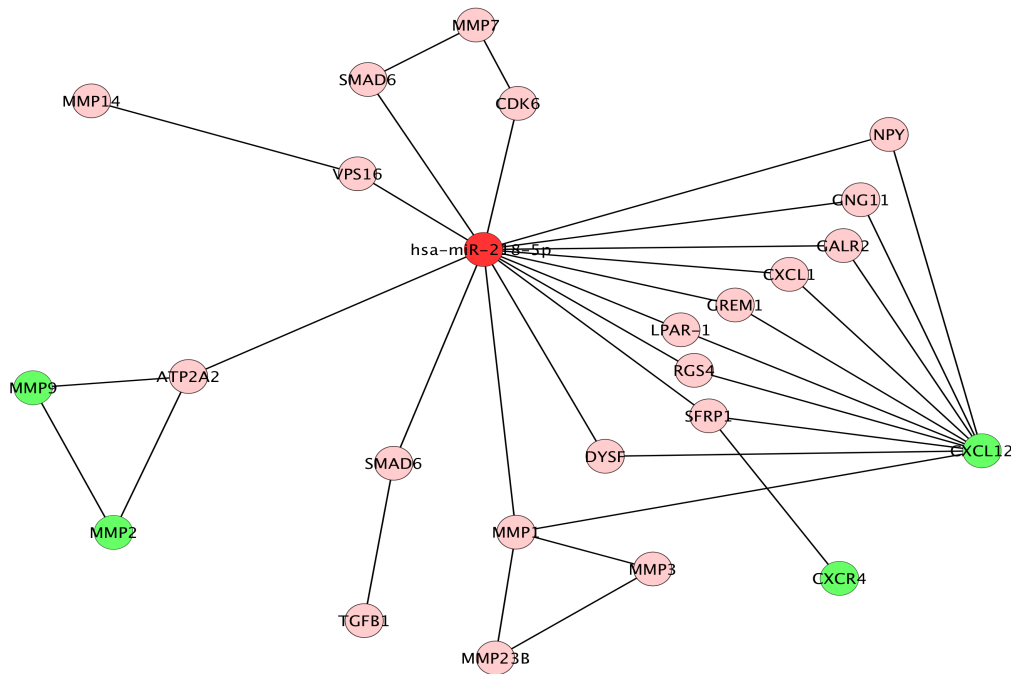 MMP7
SMAD6
MMP14
CDK6
NPY
VPS16
GNG11
hsa-miR-218-5p
GALR2
CXCL1
GREM1
LPAR-1
RGS4
ATP2A2
MMP9
SFRP1
CXCL12
DYSF
SMAD6
MMP2
MMP1
MMP3
CXCR4
TGFB1
MMP23B